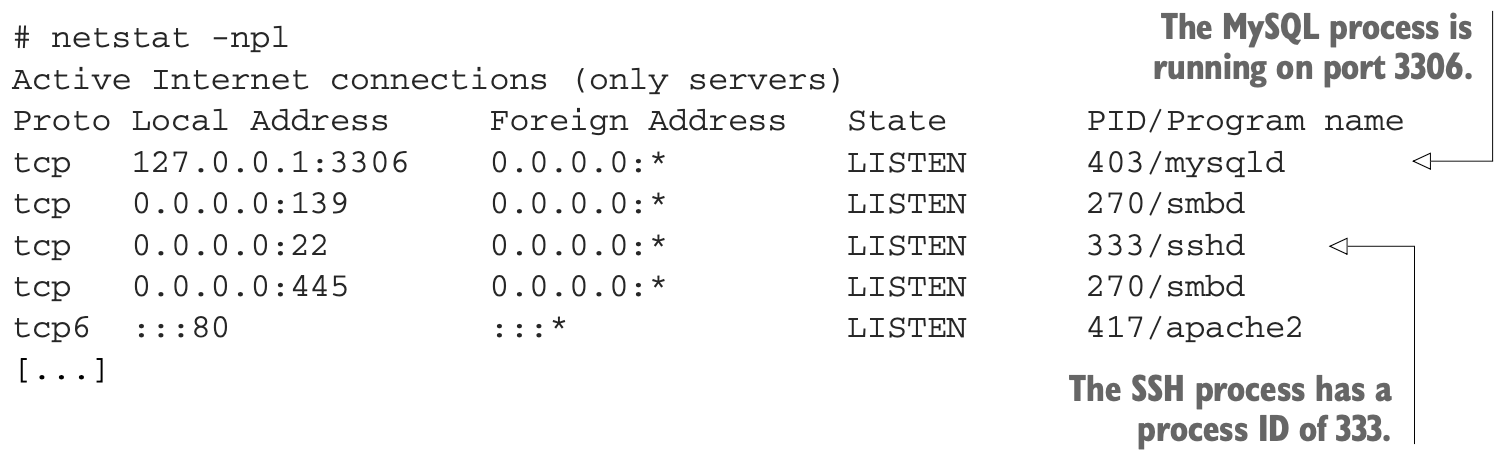 # netstat -npl
Active Internet connections (only servers)
Proto Local Address Foreign Address State PID/Program name
tcp 127.0.0.1:3306 0.0.0.0:* LISTEN 403/mysqld
tcp 0.0.0.0:139 0.0.0.0:* LISTEN 270/smbd
tcp 0.0.0.0:22 0.0.0.0:* LISTEN 333/sshd
tcp 0.0.0.0:445 0.0.0.0:* LISTEN 270/smbd
tcp6 :::80 :::* LISTEN 417/apache2
[...]
The MySQL process is
running on port 3306.
The SSH process has a
process ID of 333.